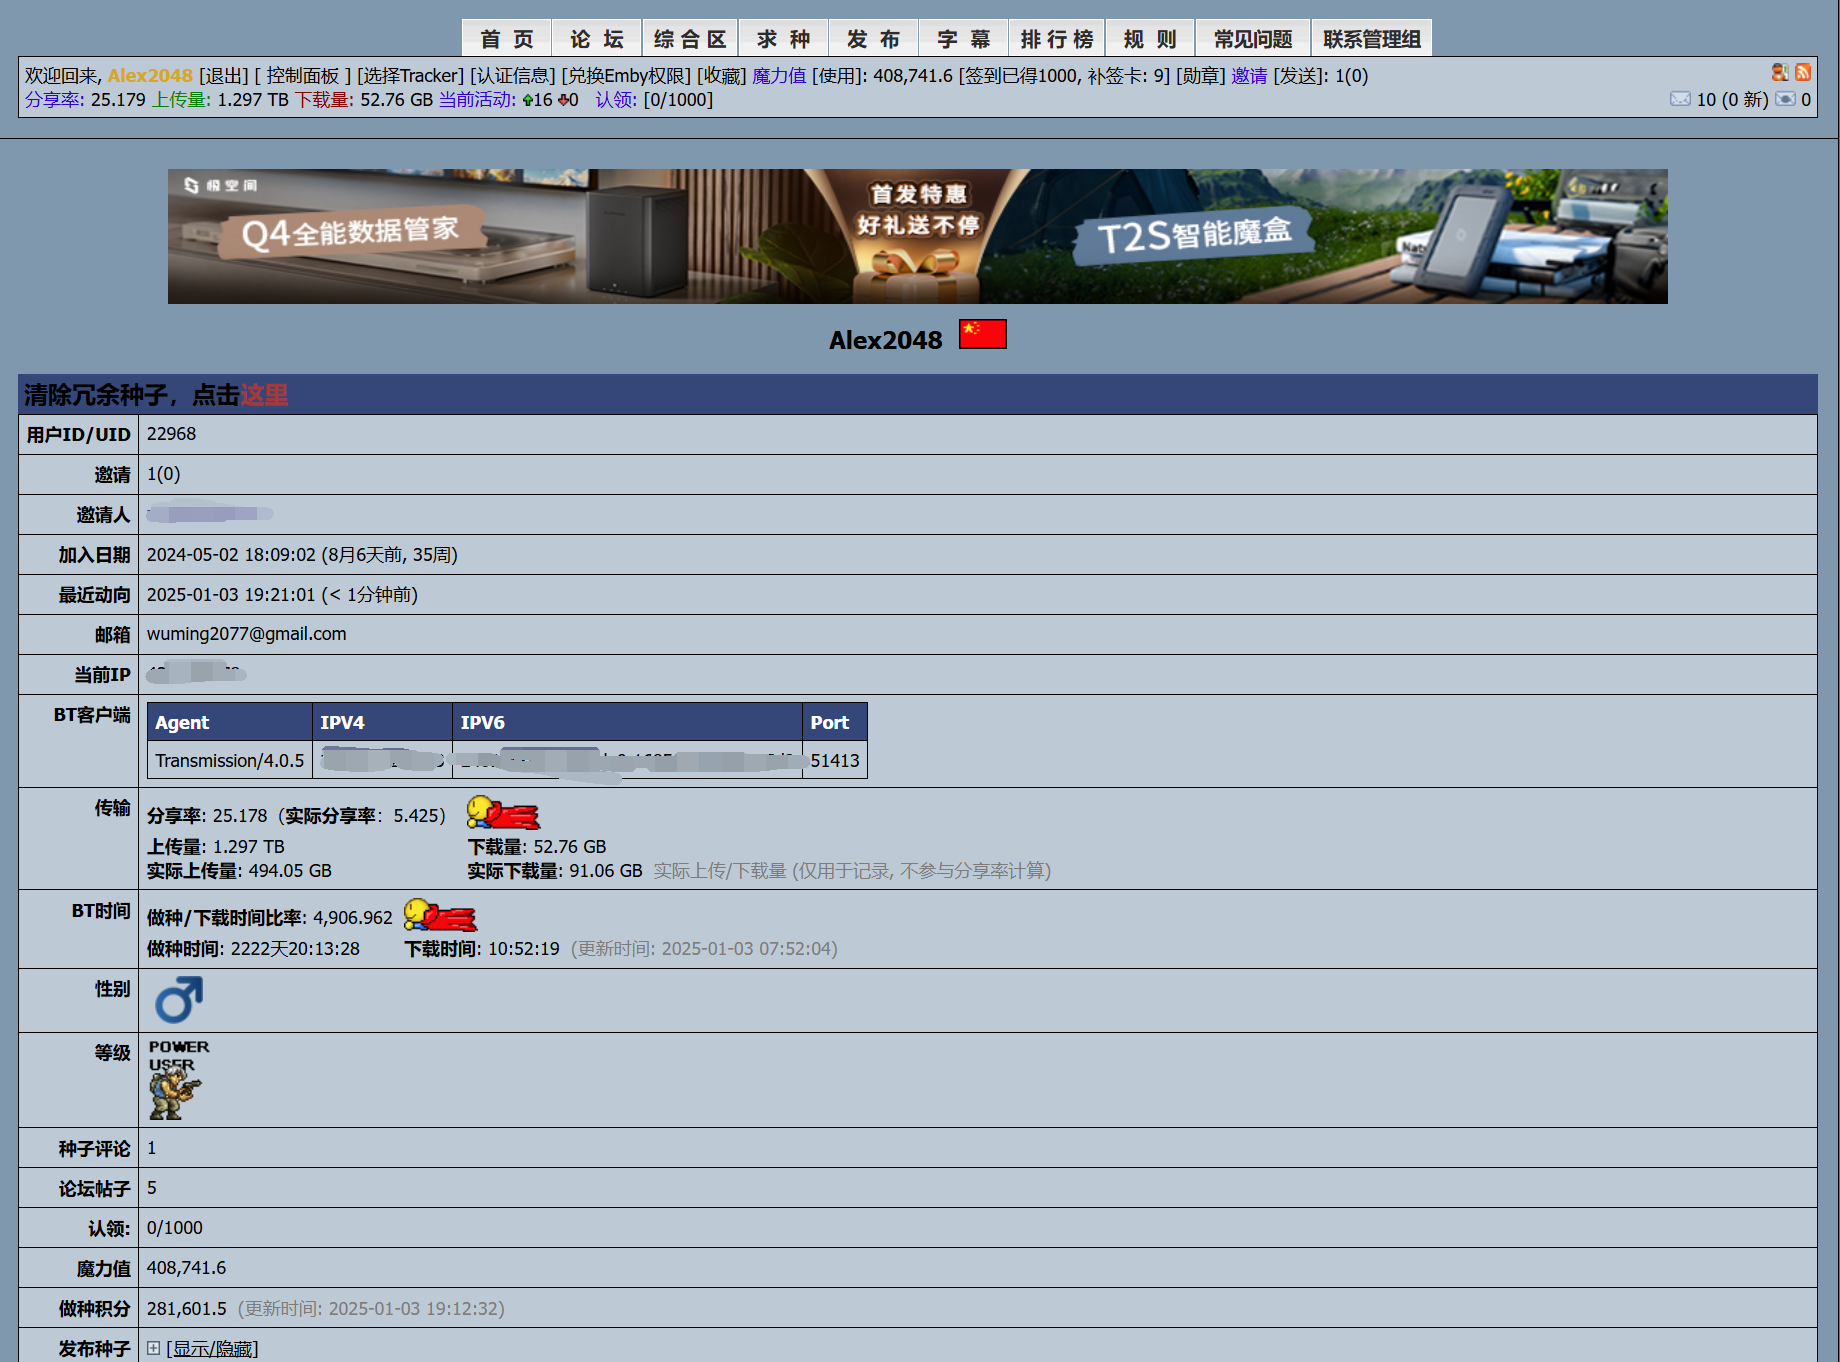 首 页 论 坛 综 合 区 求 种 发 布 字 幕 排 行 榜 规 则 常见问题 联系管理组
欢迎回来, Alex2048 [退出] [ 控制面板 ] [选择Tracker] [认证信息] [兑换Emby权限] [收藏] 魔力值 [使用]: 408,741.6 [签到已得1000, 补签卡: 9] [勋章] 邀请 [发送]: 1(0)
分享率: 25.179 上传量: 1.297 TB 下载量: 52.76 GB 当前活动: 16 0 认领: [0/1000]
10 (0 新) 0
极空间
Q4全能数据管家
首发特惠
好礼送不停
T2S智能魔盒
Alex2048
清除冗余种子，点击这里
用户ID/UID 22968
邀请 1(0)
邀请人
加入日期 2024-05-02 18:09:02 (8月6天前, 35周)
最近动向 2025-01-03 19:21:01 (< 1分钟前)
邮箱 wuming2077@gmail.com
当前IP
BT客户端
Agent IPV4 IPV6 Port
Transmission/4.0.5 51413
传输
分享率: 25.178（实际分享率：5.425）
上传量: 1.297 TB 下载量: 52.76 GB
实际上传量: 494.05 GB 实际下载量: 91.06 GB 实际上传/下载量 (仅用于记录, 不参与分享率计算)
BT时间
做种/下载时间比率: 4,906.962
做种时间: 2222天20:13:28 下载时间: 10:52:19 (更新时间: 2025-01-03 07:52:04)
性别
等级
POWER
USER
种子评论 1
论坛帖子 5
认领: 0/1000
魔力值 408,741.6
做种积分 281,601.5 (更新时间: 2025-01-03 19:12:32)
发布种子 [显示/隐藏]